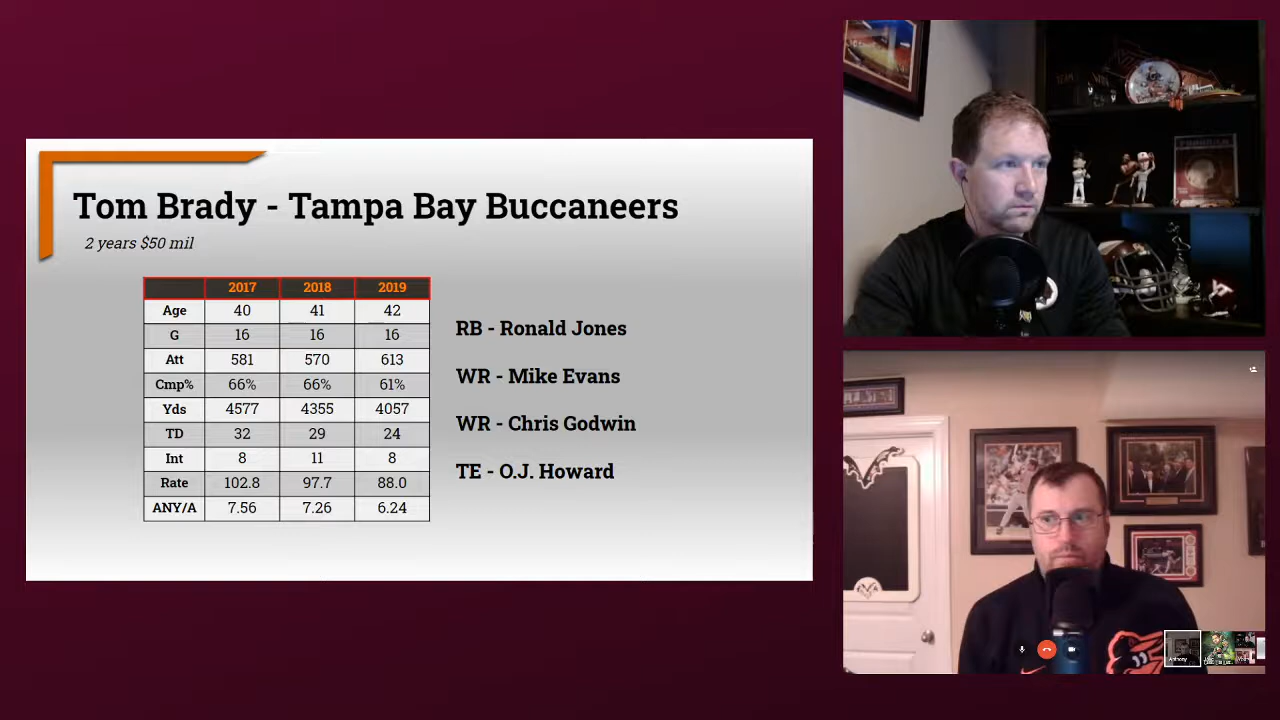 Tom Brady - Tampa Bay Buccaneers
2 years $50 mil
2017 2018 2019
Age 40 41 42
G 16 16 16
Att 581 570 613
Cmp% 66% 66% 61%
Yds 4577 4355 4057
TD 32 29 24
Int 8 11 8
Rate 102.8 97.7 88.0
ANY/A 7.56 7.26 6.24
RB - Ronald Jones
WR - Mike Evans
WR - Chris Godwin
TE - O.J. Howard
Anthony